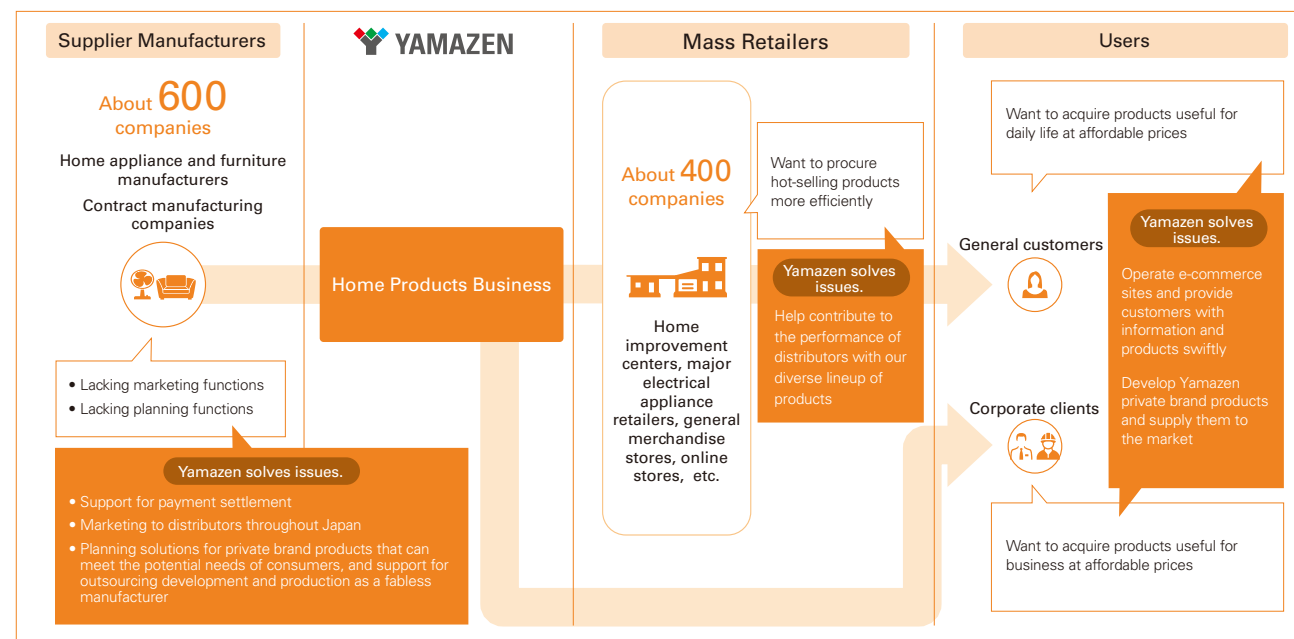 Supplier Manufacturers
About 600
companies
Home appliance and furniture
manufacturers
Contract manufacturing
companies
• Lacking marketing functions
• Lacking planning functions
Yamazen solves issues.
• Support for payment settlement
• Marketing to distributors throughout Japan
• Planning solutions for private brand products that can
meet the potential needs of consumers, and support for
outsourcing development and production as a fabless
manufacturer
YAMAZEN
Home Products Business
Mass Retailers
About 400
companies
Home
improvement
centers, major
electrical
appliance
retailers, general
merchandise
stores, online
stores, etc.
Want to procure
hot-selling products
more efficiently
Yamazen solves
issues.
Help contribute to
the performance of
distributors with our
diverse lineup of
products
Users
Want to acquire products useful for
daily life at affordable prices
General customers
Corporate clients
Yamazen solves
issues.
Operate e-commerce
sites and provide
customers with
information and
products swiftly
Develop Yamazen
private brand products
and supply them to
the market
Want to acquire products useful for
business at affordable prices